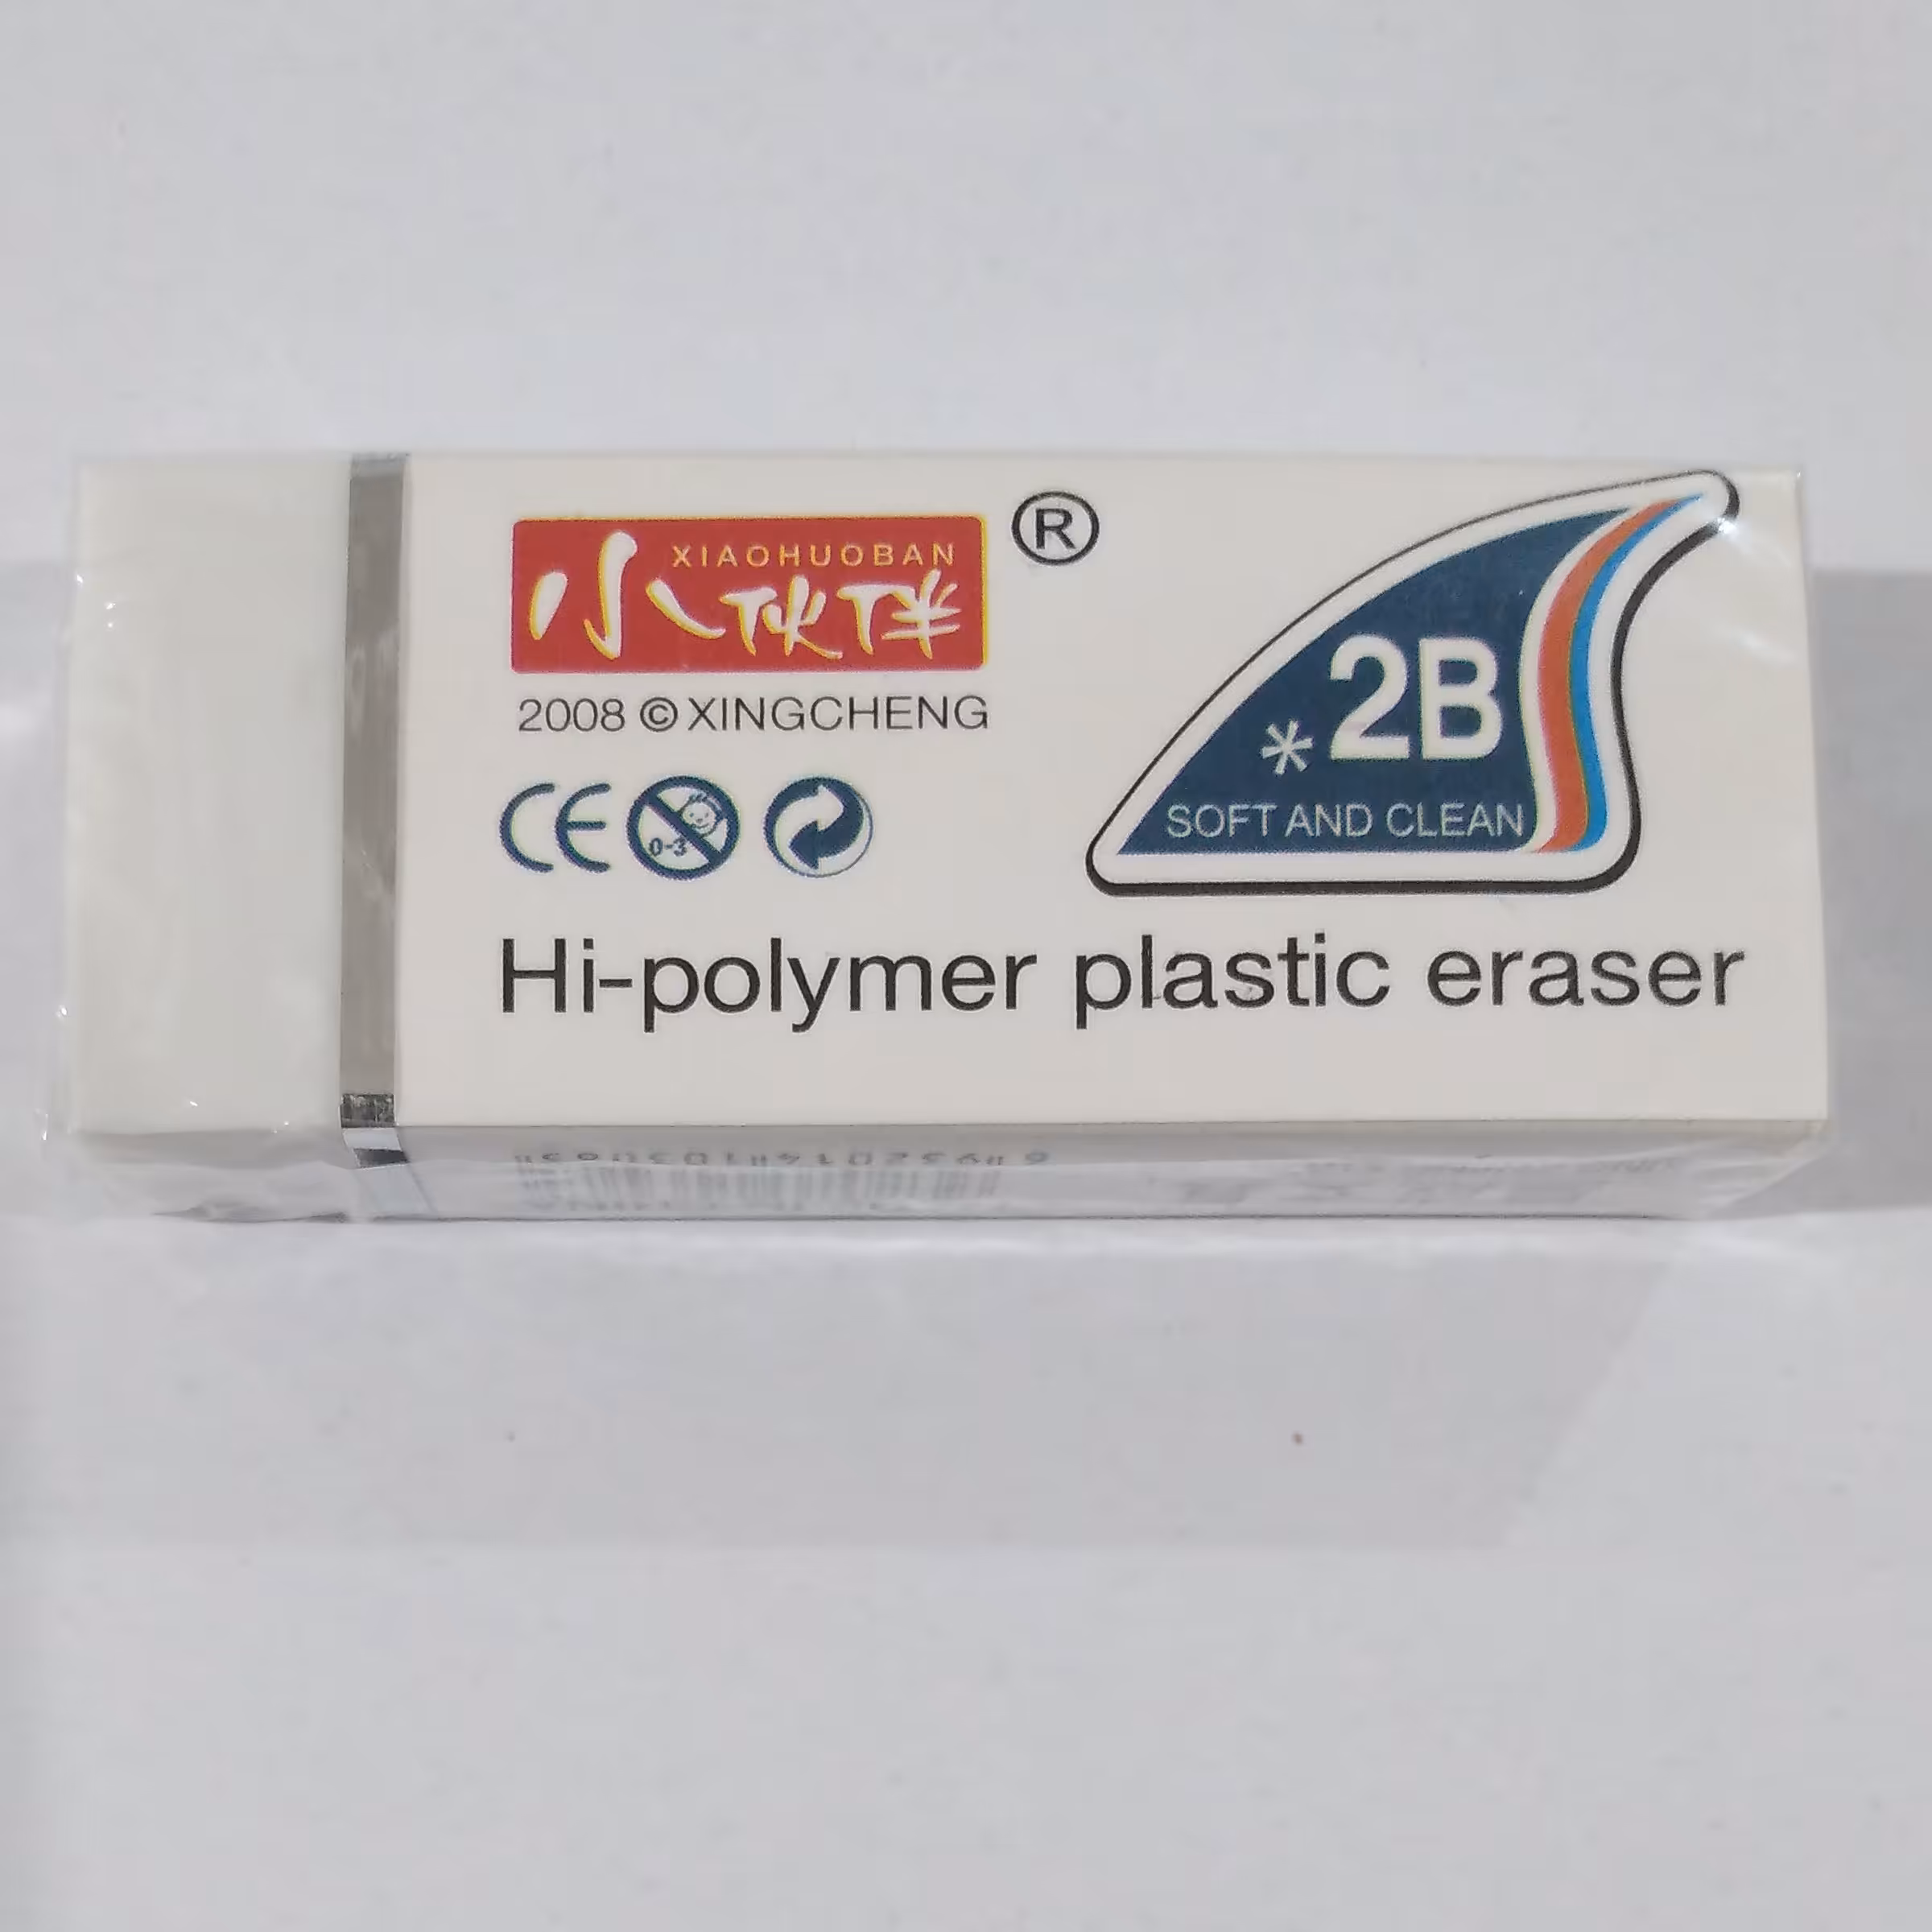 XIAOHUOBAN
小伙伴
®
2008 © XINGCHENG
CE
0-3
*2B
SOFT AND CLEAN
Hi-polymer plastic eraser